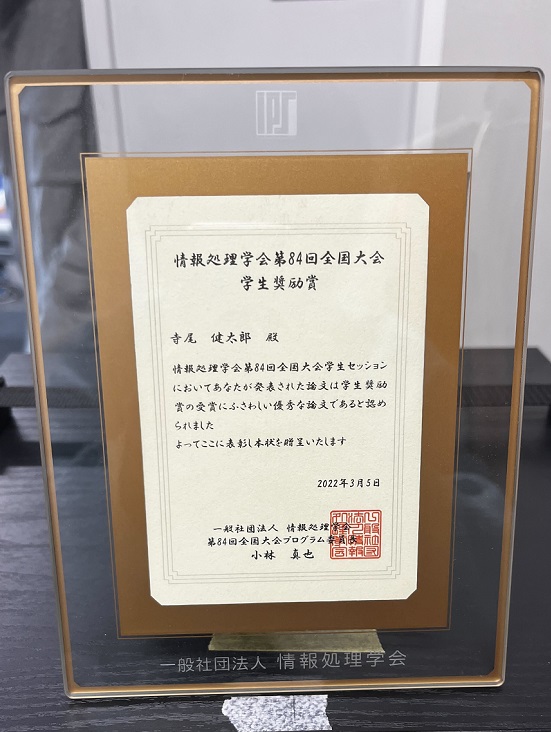 IPS
情報処理学会第84回全国大会
学生奨励賞
寺尾 健太郎 殿
情報処理学会第84回全国大会学生セッション
においてあなたが発表された論文は学生奨励
賞の受賞にふさわしい優秀な論文であると認め
られました
よってここに表彰し本状を贈呈いたします
2022年3月5日
一般社団法人 情報処理学会
第84回全国大会プログラム委員長
小林 真也
一般社団法人 情報処理学会